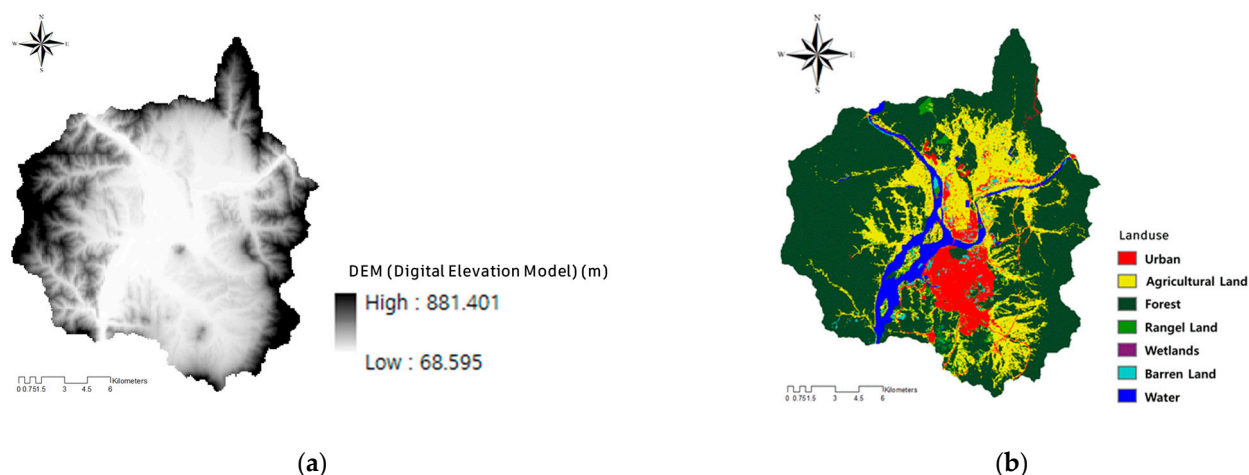 N
W E
S
DEM (Digital Elevation Model) (m)
High : 881.401
Low : 68.595
Kilometers
0 0.751.5 3 4.5 6
(a)
N
W E
S
Landuse
Urban
Agricultural Land
Forest
Rangel Land
Wetlands
Barren Land
Water
Kilometers
0 0.751.5 3 4.5 6
(b)